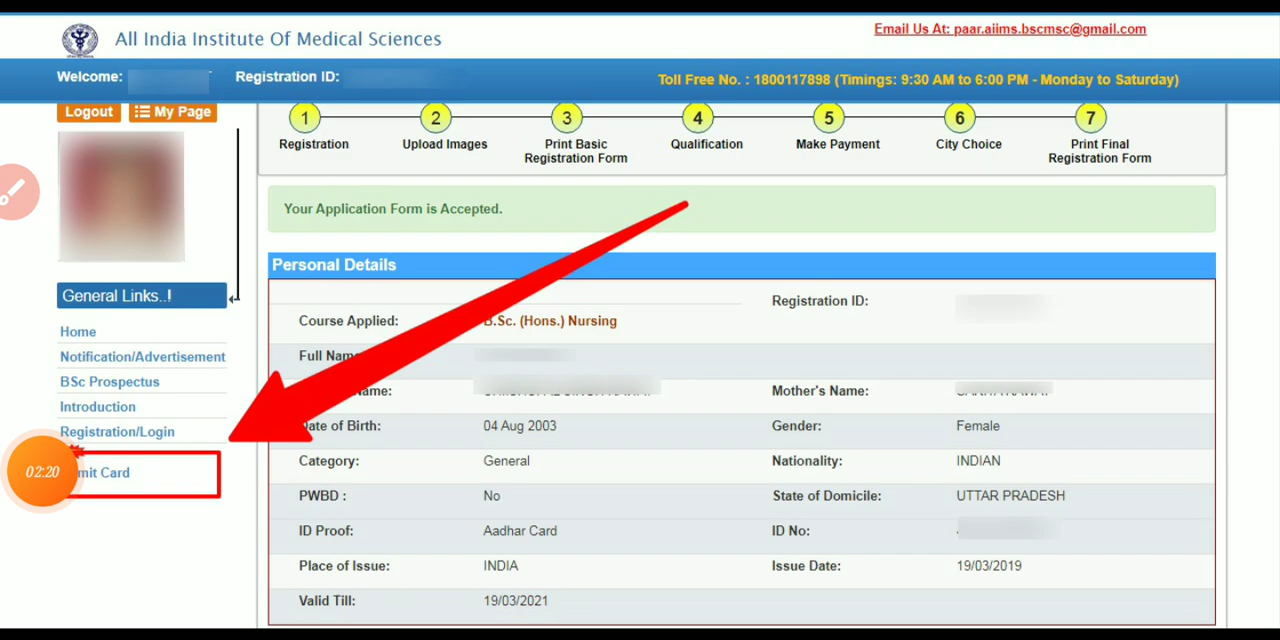 All India Institute Of Medical Sciences
Email Us At: paar.aiims.bscmsc@gmail.com
Welcome:
Registration ID:
Toll Free No. : 1800117898 (Timings: 9:30 AM to 6:00 PM - Monday to Saturday)
Logout
My Page
1
2
3
4
5
6
7
Registration
Upload Images
Print Basic
Registration Form
Qualification
Make Payment
City Choice
Print Final
Registration Form
Your Application Form is Accepted.
Personal Details
General Links..!
Home
Notification/Advertisement
BSc Prospectus
Introduction
Registration/Login
mit Card
02:20
Registration ID:
Course Applied: B.Sc. (Hons.) Nursing
Full Name
ame:
Mother's Name:
ate of Birth: 04 Aug 2003 Gender: Female
Category: General Nationality: INDIAN
PWBD : No State of Domicile: UTTAR PRADESH
ID Proof: Aadhar Card ID No:
Place of Issue: INDIA Issue Date: 19/03/2019
Valid Till: 19/03/2021